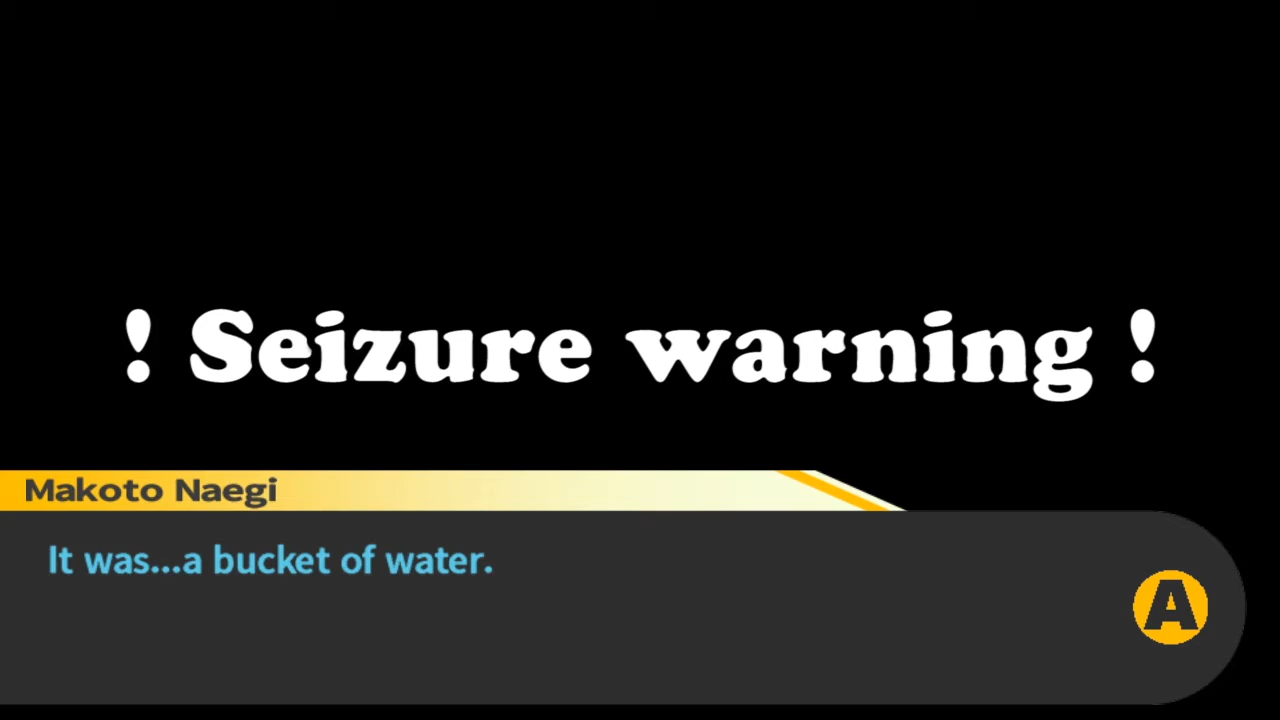 ! Seizure warning !
Makoto Naegi
It was...a bucket of water.
A